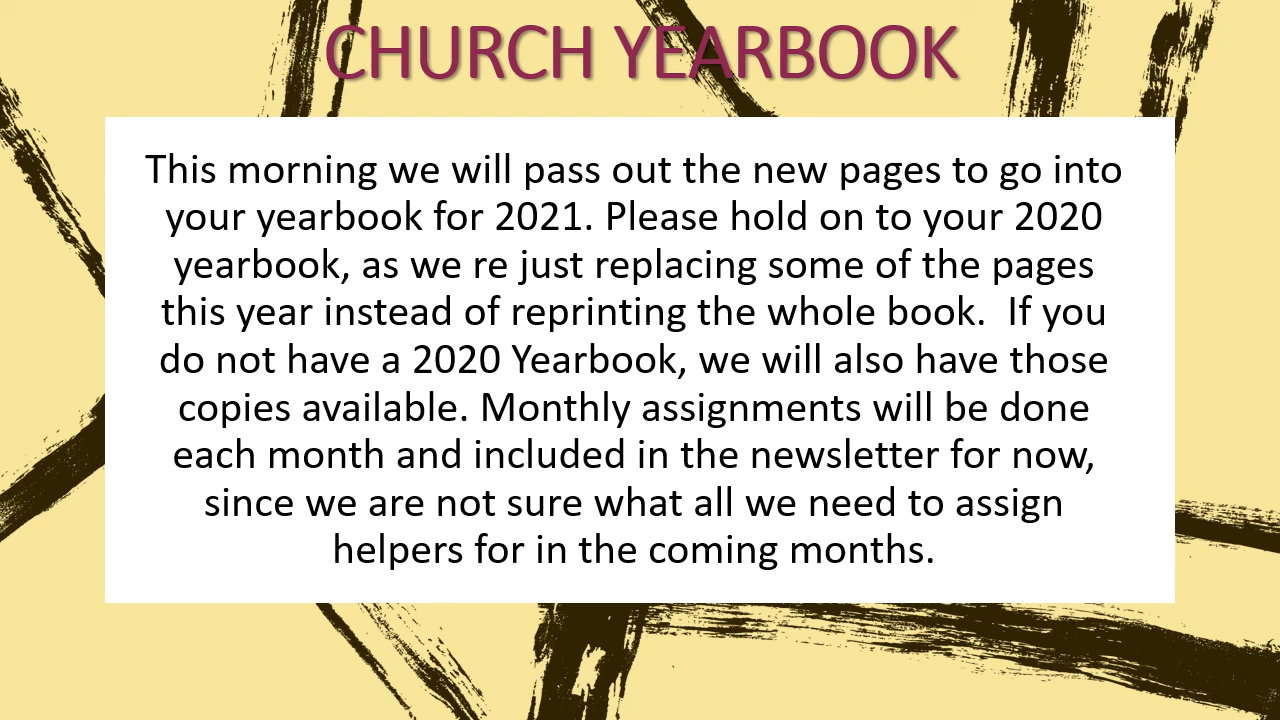 CHURCH YEARBOOK
This morning we will pass out the new pages to go into
your yearbook for 2021. Please hold on to your 2020
yearbook, as we re just replacing some of the pages
this year instead of reprinting the whole book.  If you
do not have a 2020 Yearbook, we will also have those
copies available. Monthly assignments will be done
each month and included in the newsletter for now,
since we are not sure what all we need to assign
helpers for in the coming months.